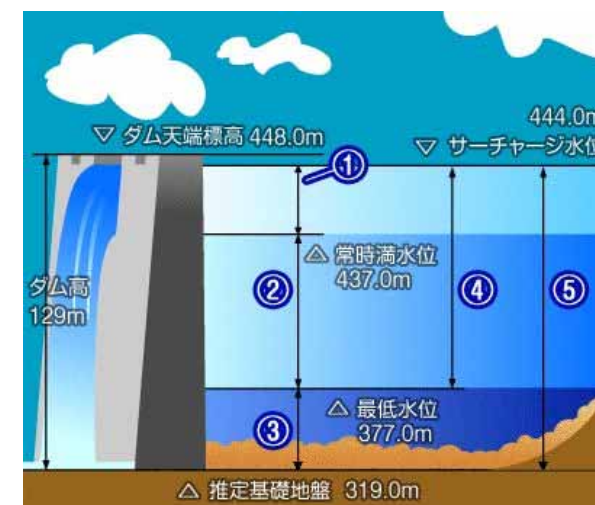 444.0m
▽ ダム天端標高 448.0m
▽ サーチャージ水位
①
△ 常時満水位
437.0m
ダム高
129m
②
④
⑤
△ 最低水位
377.0m
③
△ 推定基礎地盤 319.0m